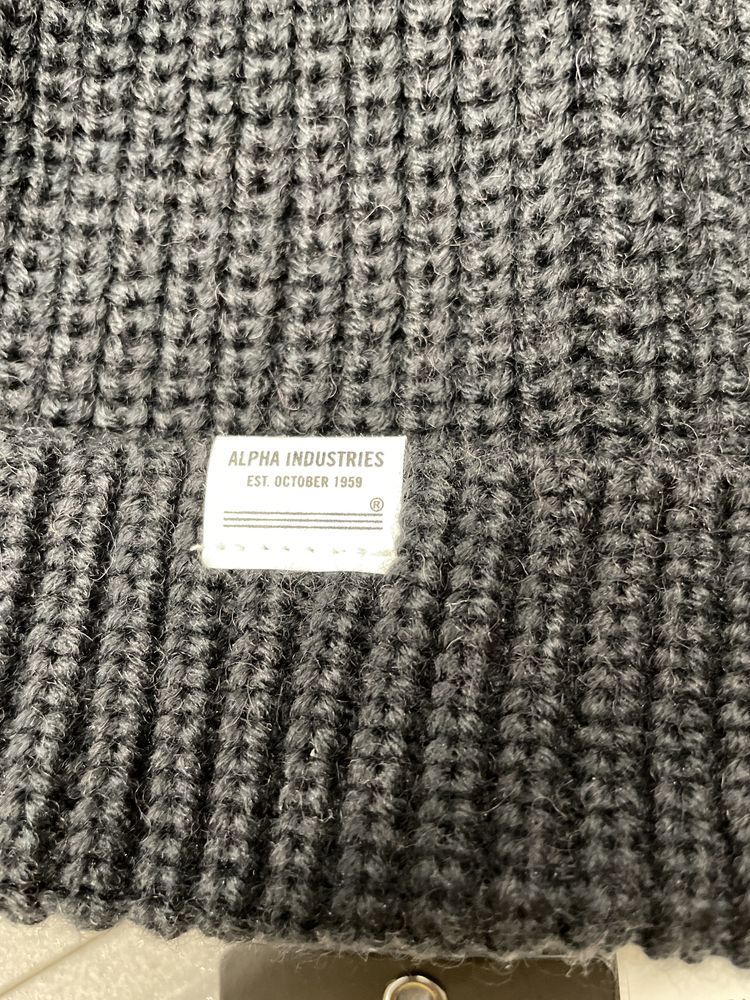 ALPHA INDUSTRIES
EST. OCTOBER 1959
®